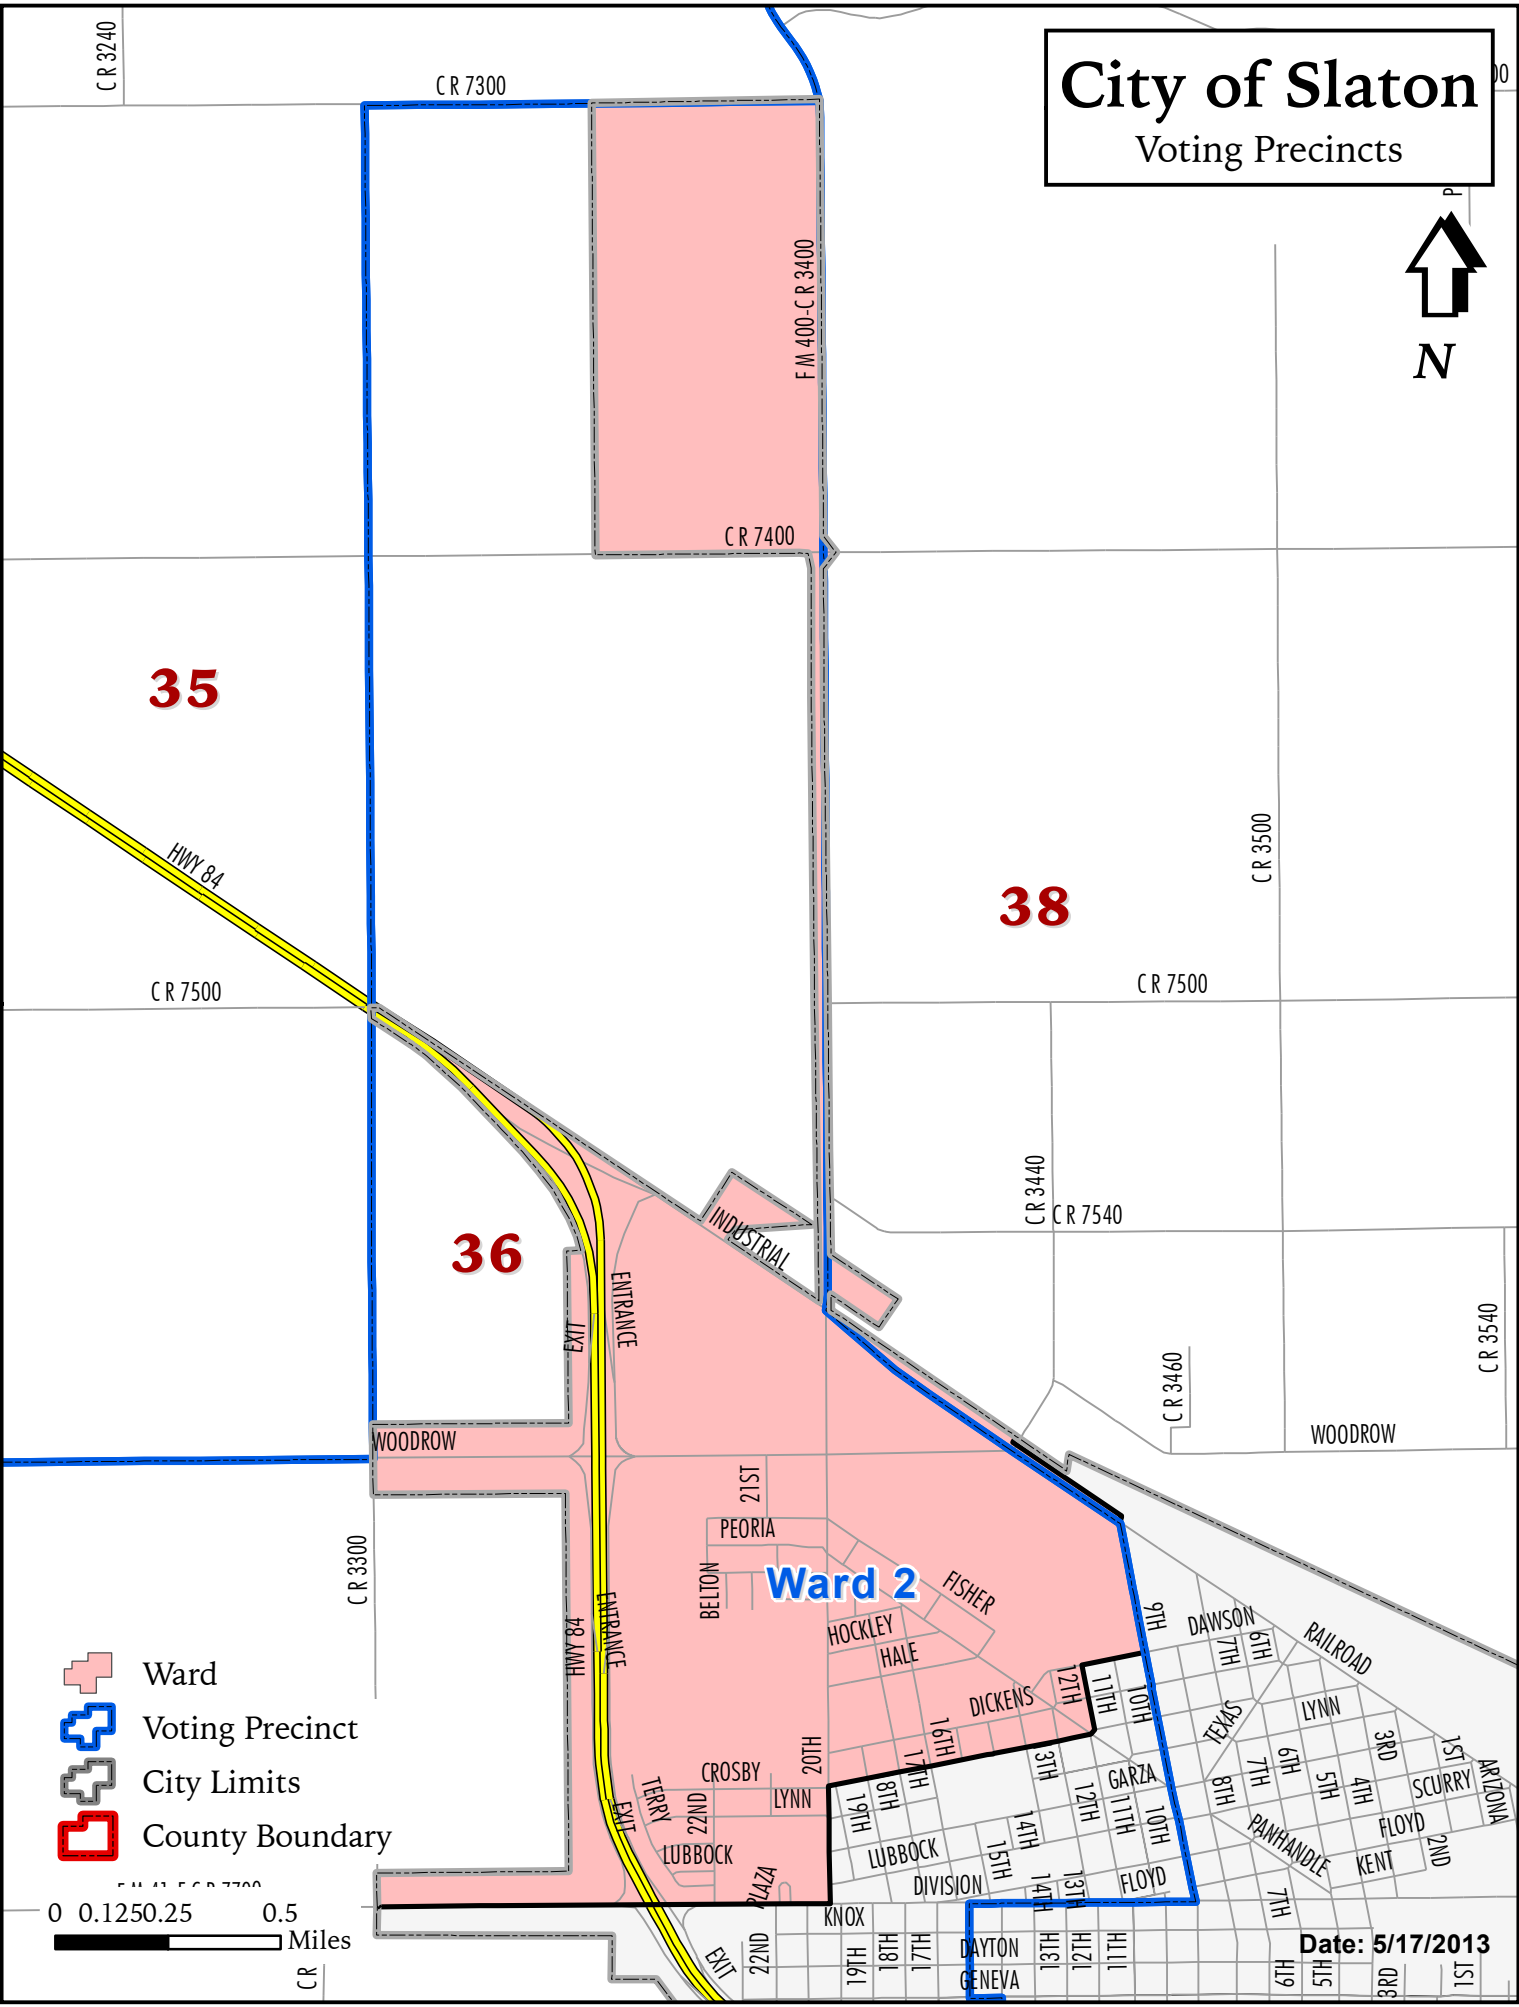 City of Slaton
Voting Precincts
N
C R 3240
C R 7300
F M 400-C R 3400
C R 7400
35
38
HWY 84
C R 3500
C R 7500
C R 7500
C R 3440
C R 7540
INDUSTRIAL
36
ENTRANCE
EXIT
C R 3540
C R 3460
WOODROW
WOODROW
21ST
PEORIA
C R 3300
BELTON
Ward 2
FISHER
HOCKLEY
HALE
HWY 84
ENTRANCE
9TH
DAWSON
7TH
6TH
RAILROAD
12TH
11TH
10TH
DICKENS
16TH
17TH
20TH
TEXAS
LYNN
3RD
1ST
ARIZONA
CROSBY
LYNN
TERRY
22ND
EXIT
LUBBOCK
PLAZA
19TH
8TH
3TH
GARZA
12TH
11TH
10TH
8TH
7TH
6TH
5TH
4TH
SCURRY
FLOYD
2ND
KENT
PANHANDLE
14TH
15TH
LUBBOCK
DIVISION
14TH
13TH
FLOYD
7TH
KNOX
EXIT
22ND
19TH
18TH
17TH
DAYTON
GENEVA
13TH
12TH
11TH
6TH
5TH
3RD
1ST
Ward
Voting Precinct
City Limits
County Boundary
0 0.125 0.25 0.5
Miles
C R
Date: 5/17/2013